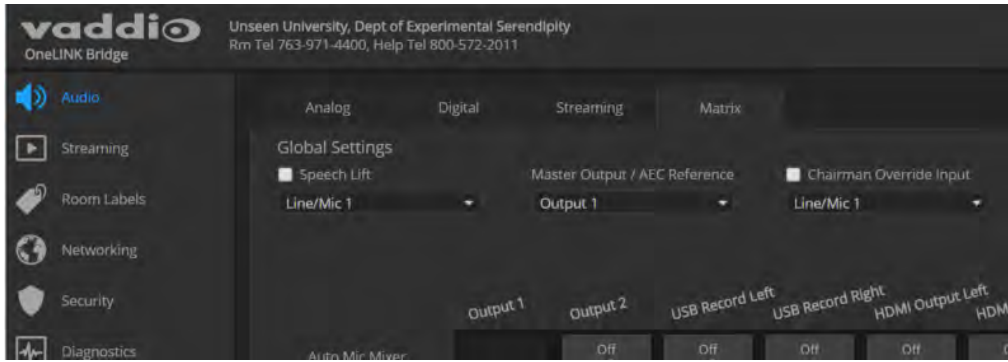 vaddio
OneLINK Bridge
Unseen University, Dept of Experimental Serendipity
Rm Tel 763-971-4400, Help Tel 800-572-2011
Audio
Streaming
Room Labels
Networking
Security
Diagnostics
Analog Digital Streaming Matrix
Global Settings
Speech Lift Master Output / AEC Reference Chairman Override Input
Line/Mic 1 Output 1 Line/Mic 1
Output 1 Output 2 USB Record Left USB Record Right HDMI Output Left HDM
Auto Mic Mixer Off Off Off Off